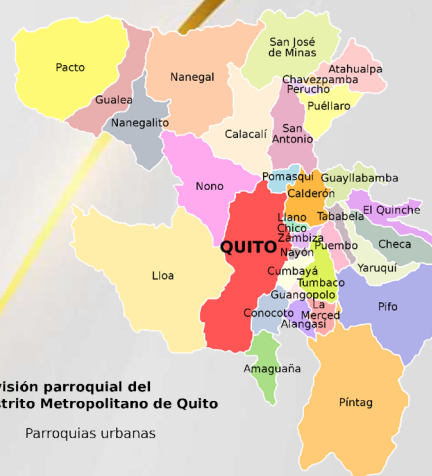 San José
de Minas
Pacto
Nanegal
Atahualpa
Chavezpamba
Perucho
Gualea
Puéllaro
Nanegalito
Calacalí
San
Antonio
Pomasqui
Guayllabamba
Nono
Calderón
El Quinche
Llano
Chico
Tababela
Zámbiza
QUITO
Puembo
Checa
Nayón
Lloa
Cumbayá
Yaruquí
Tumbaco
Guangopolo
Pifo
La
Merced
Conocoto
Alangasí
Amaguaña
visión parroquial del
strito Metropolitano de Quito
Píntag
Parroquias urbanas